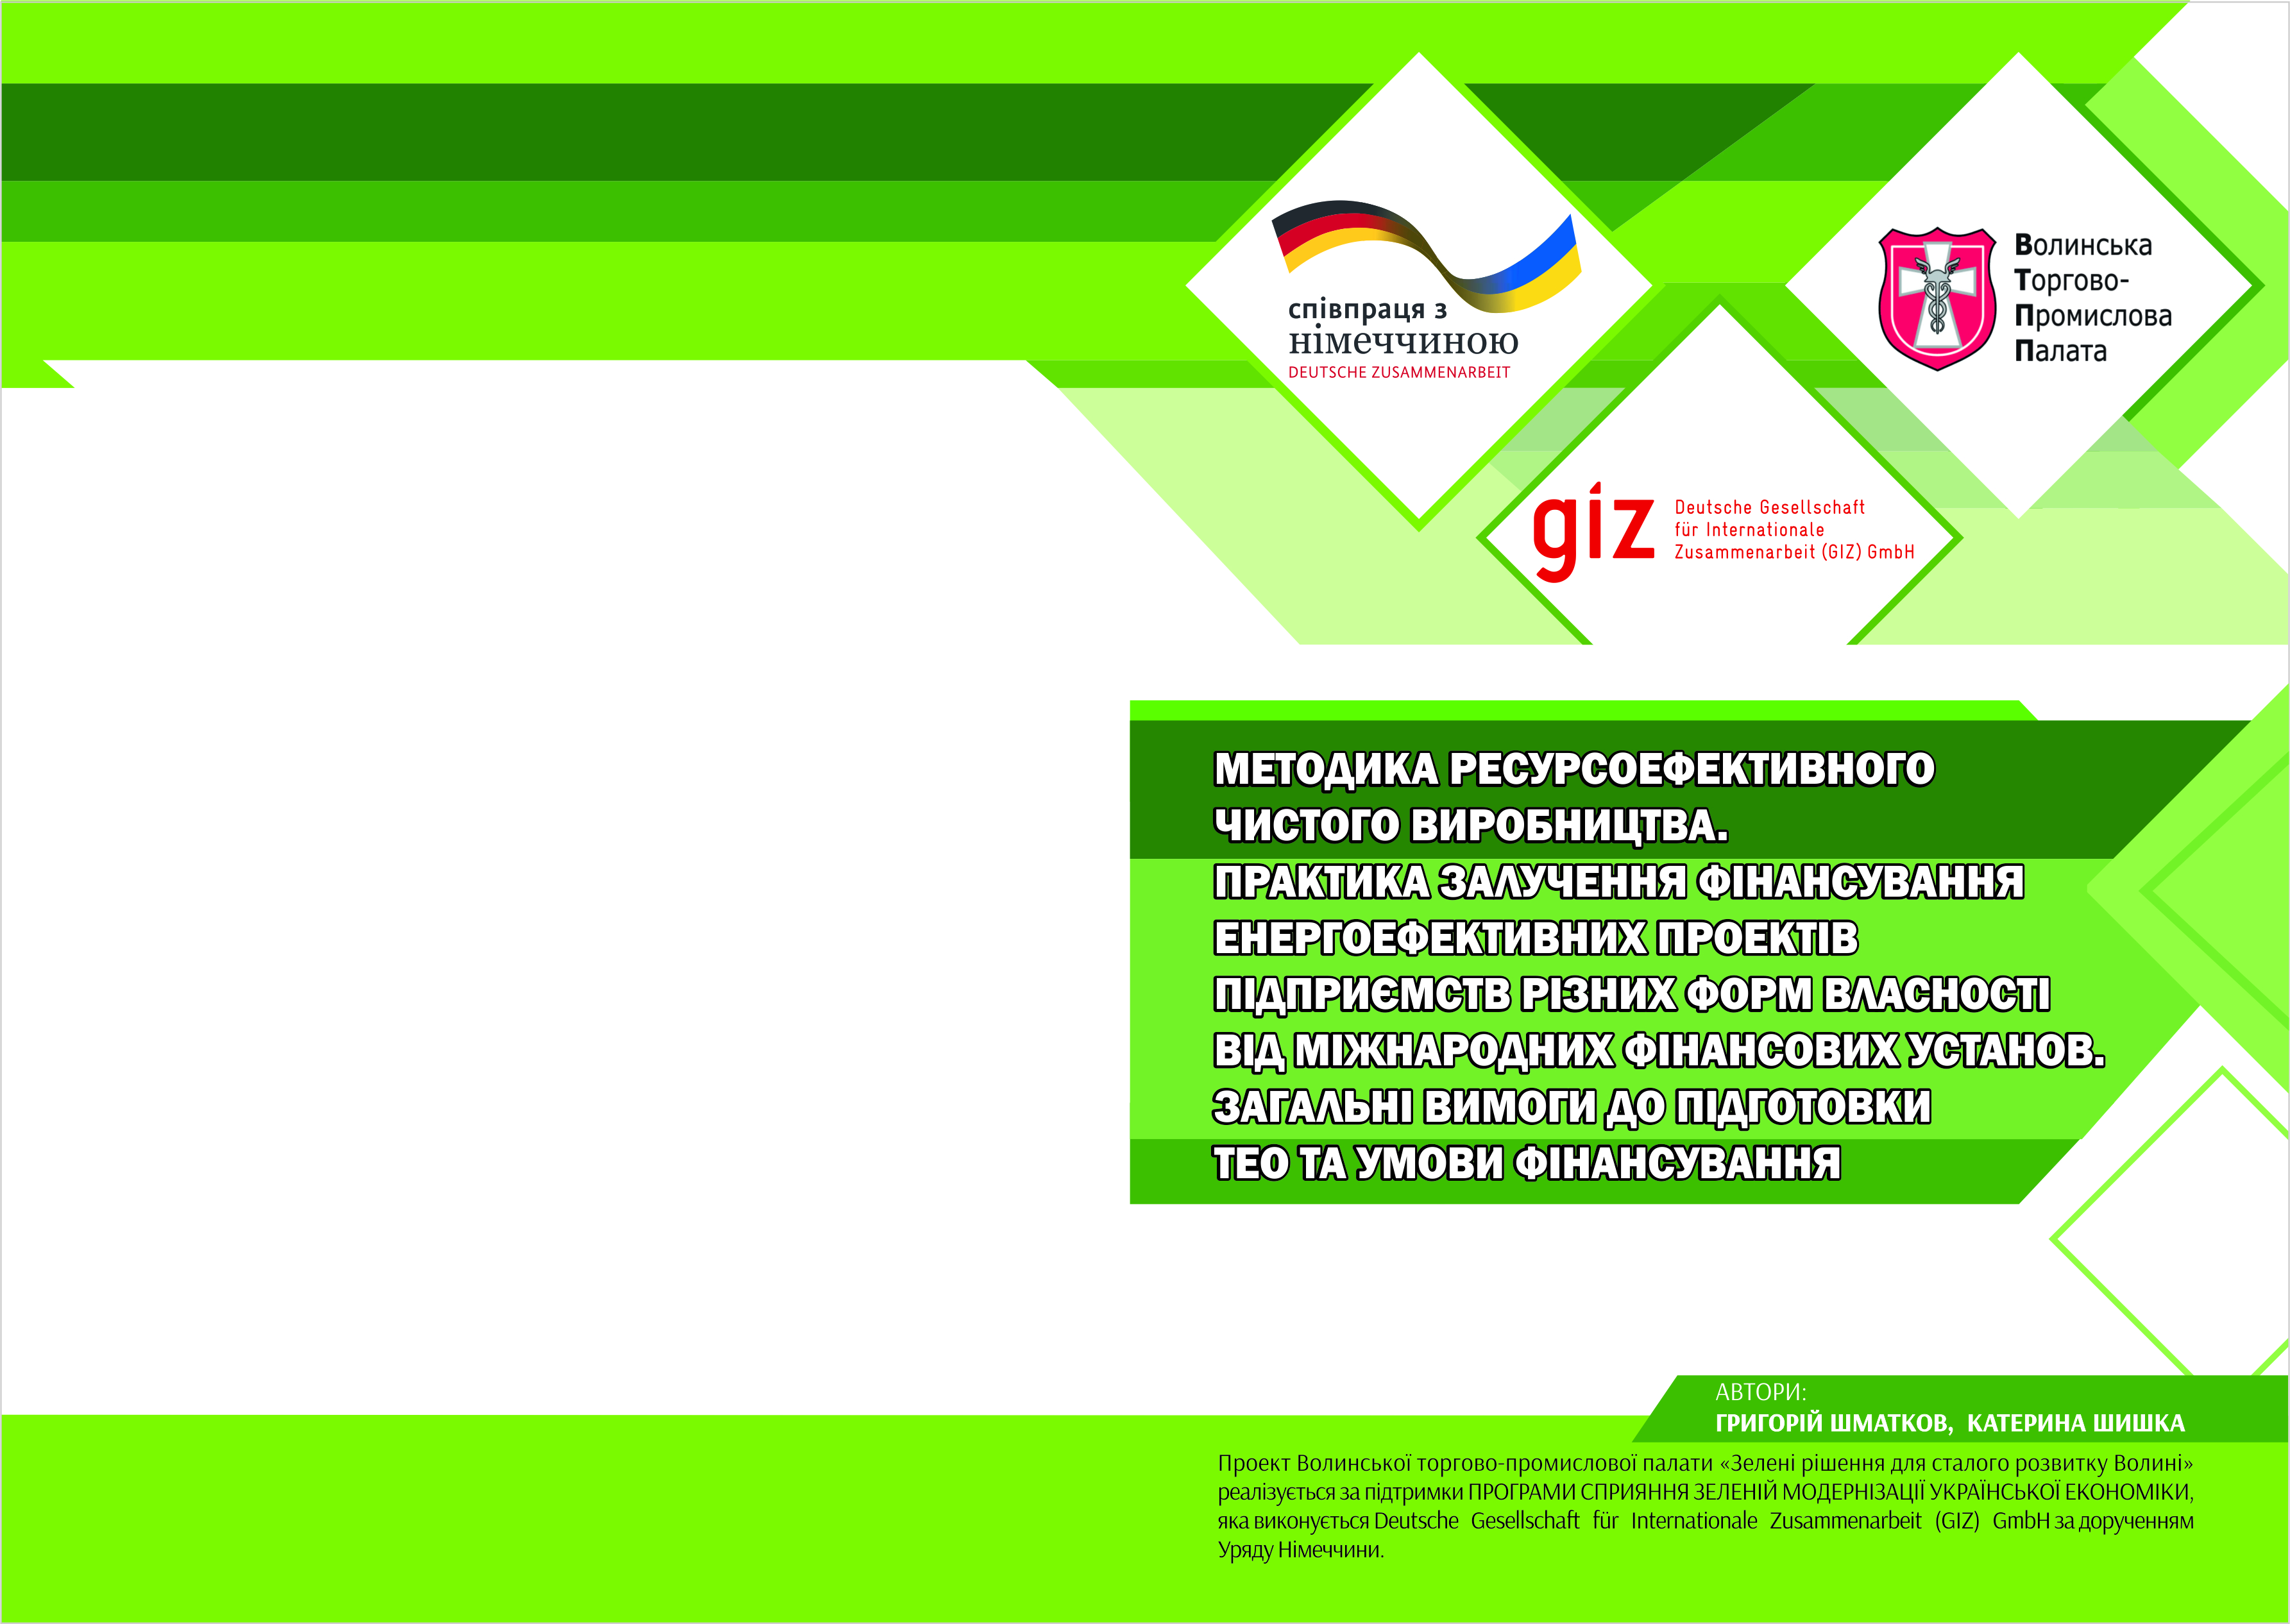 співпраця з
німеччиною
DEUTSCHE ZUSAMMENARBEIT
Волинська
Торгово-
Промислова
Палата
giz
Deutsche Gesellschaft
für Internationale
Zusammenarbeit (GIZ) GmbH
МЕТОДИКА РЕСУРСОЕФЕКТИВНОГО
ЧИСТОГО ВИРОБНИЦТВА.
ПРАКТИКА ЗАЛУЧЕННЯ ФІНАНСУВАННЯ
ЕНЕРГОЕФЕКТИВНИХ ПРОЕКТІВ
ПІДПРИЄМСТВ РІЗНИХ ФОРМ ВЛАСНОСТІ
ВІД МІЖНАРОДНИХ ФІНАНСОВИХ УСТАНОВ.
ЗАГАЛЬНІ ВИМОГИ ДО ПІДГОТОВКИ
ТЕО ТА УМОВИ ФІНАНСУВАННЯ
АВТОРИ:
ГРИГОРІЙ ШМАТКОВ, КАТЕРИНА ШИШКА
Проект Волинської торгово-промислової палати «Зелені рішення для сталого розвитку Волині»
реалізується за підтримки ПРОГРАМИ СПРИЯННЯ ЗЕЛЕНІЙ МОДЕРНІЗАЦІЇ УКРАЇНСЬКОЇ ЕКОНОМІКИ,
яка виконується Deutsche Gesellschaft für Internationale Zusammenarbeit (GIZ) GmbH за дорученням
Уряду Німеччини.